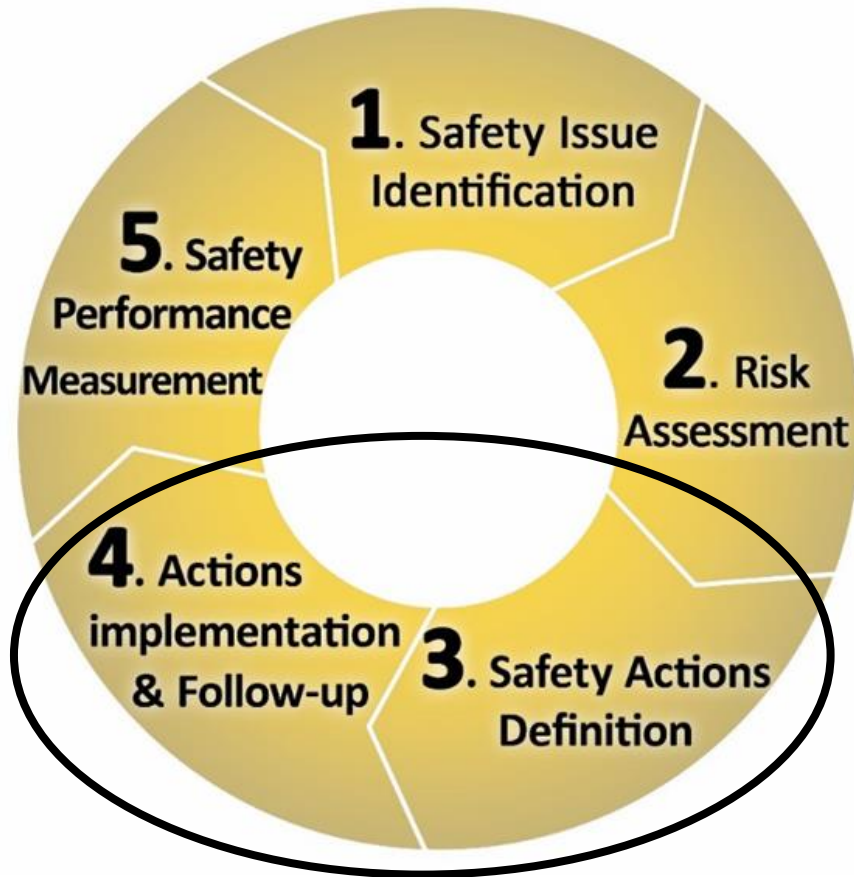 1. Safety Issue
Identification
2. Risk
Assessment
3. Safety Actions
Definition
4. Actions
implementation
& Follow-up
5. Safety
Performance
Measurement